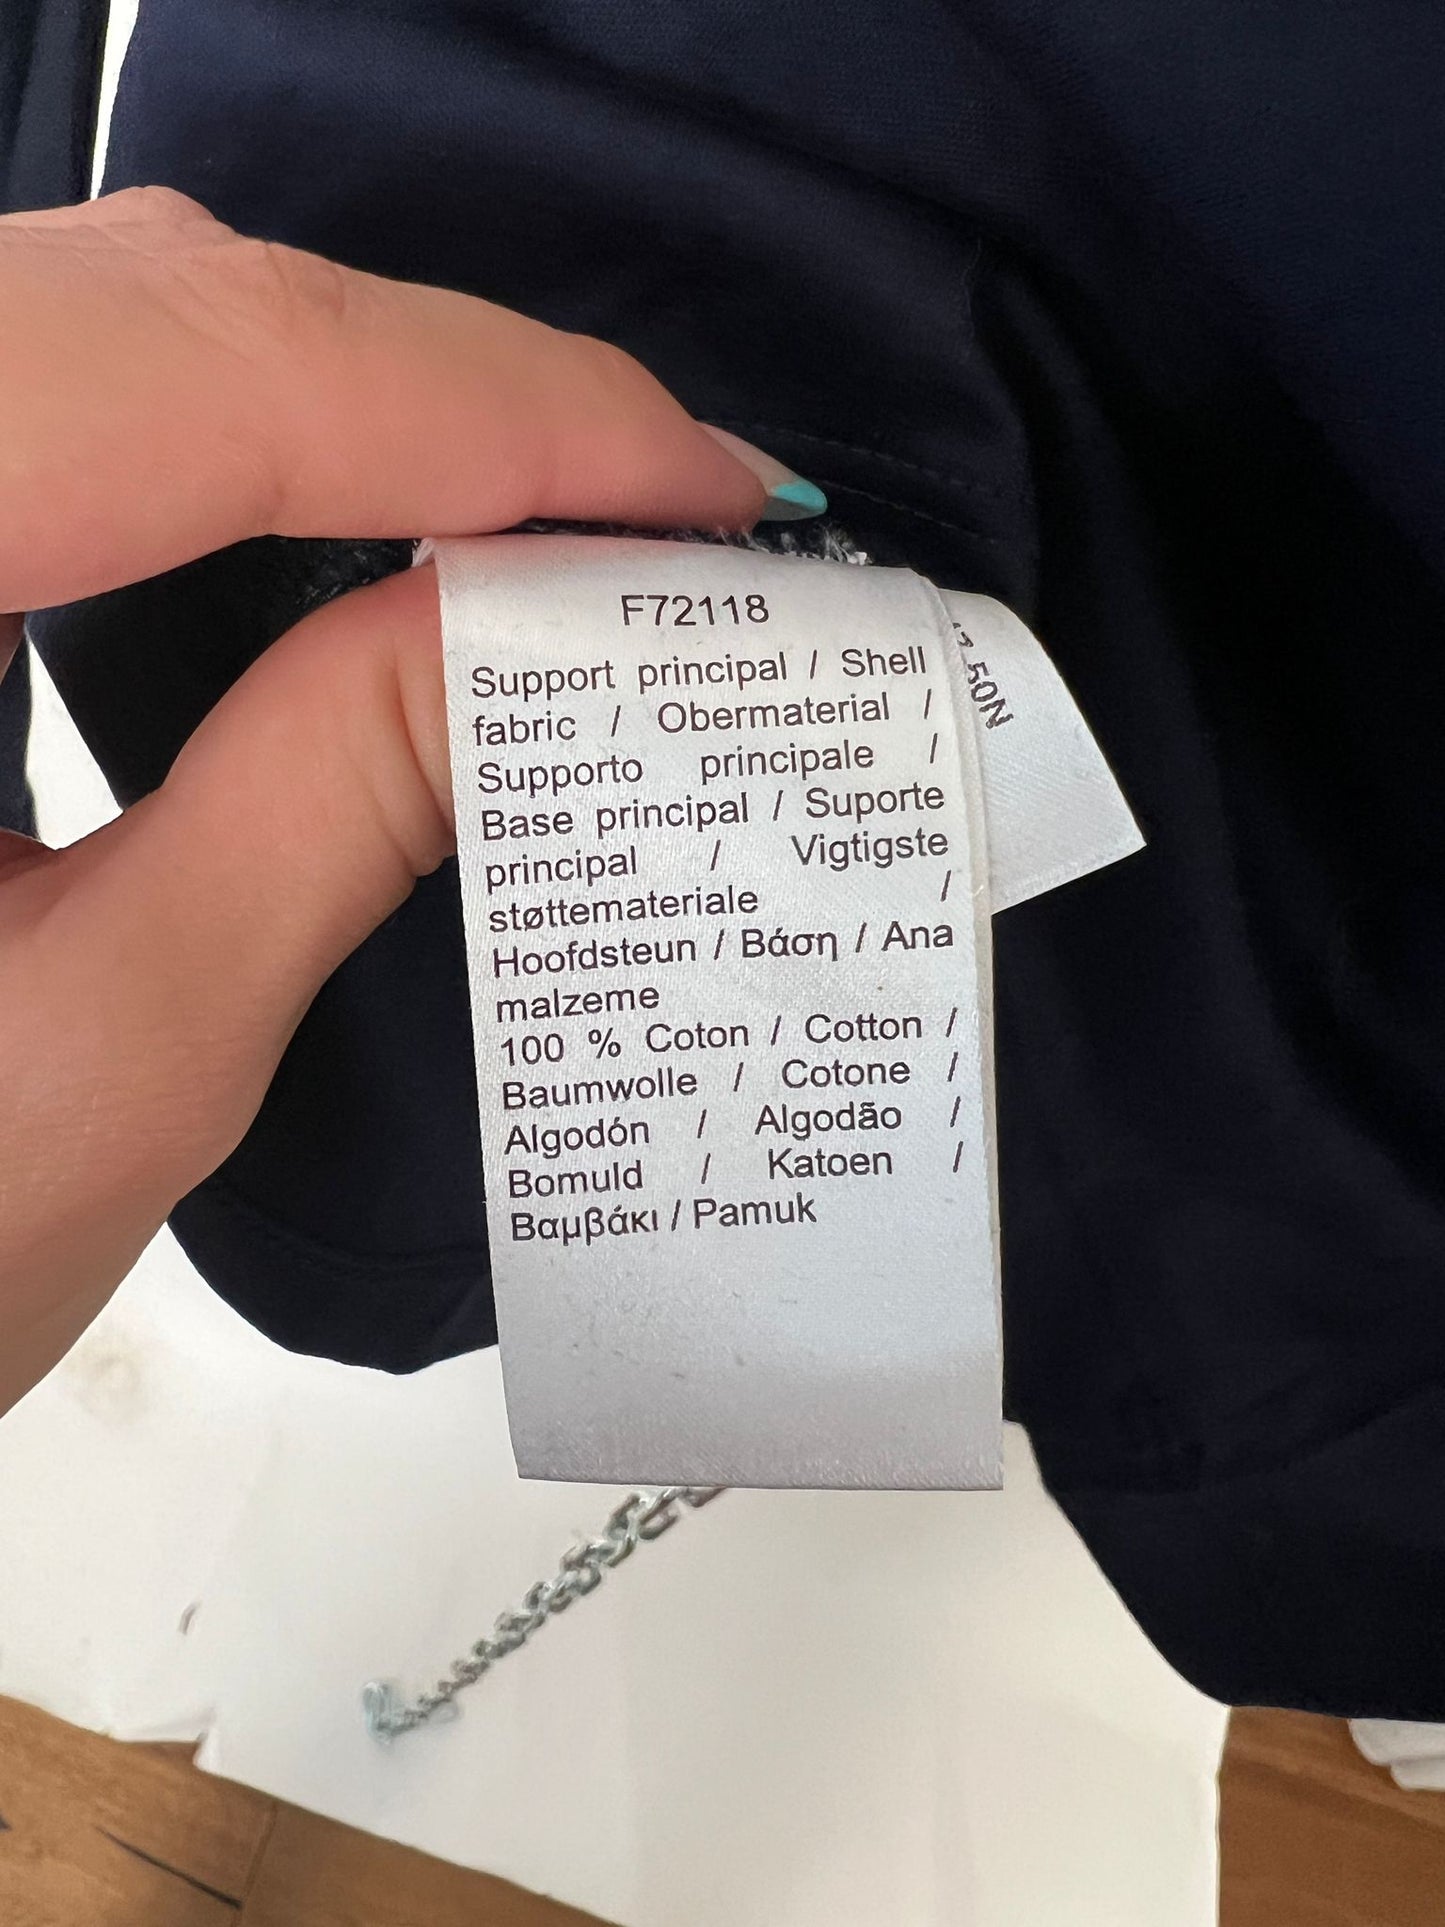 F72118
Support principal / Shell
fabric / Obermaterial /
Supporto principale /
Base principal / Suporte
principal / Vigtigste
støttemateriale /
Hoofdsteun / Βάση / Ana
malzeme
100 % Coton / Cotton /
Baumwolle / Cotone /
Algodón / Algodão /
Bomuld / Katoen /
Βαμβάκι / Pamuk
50N